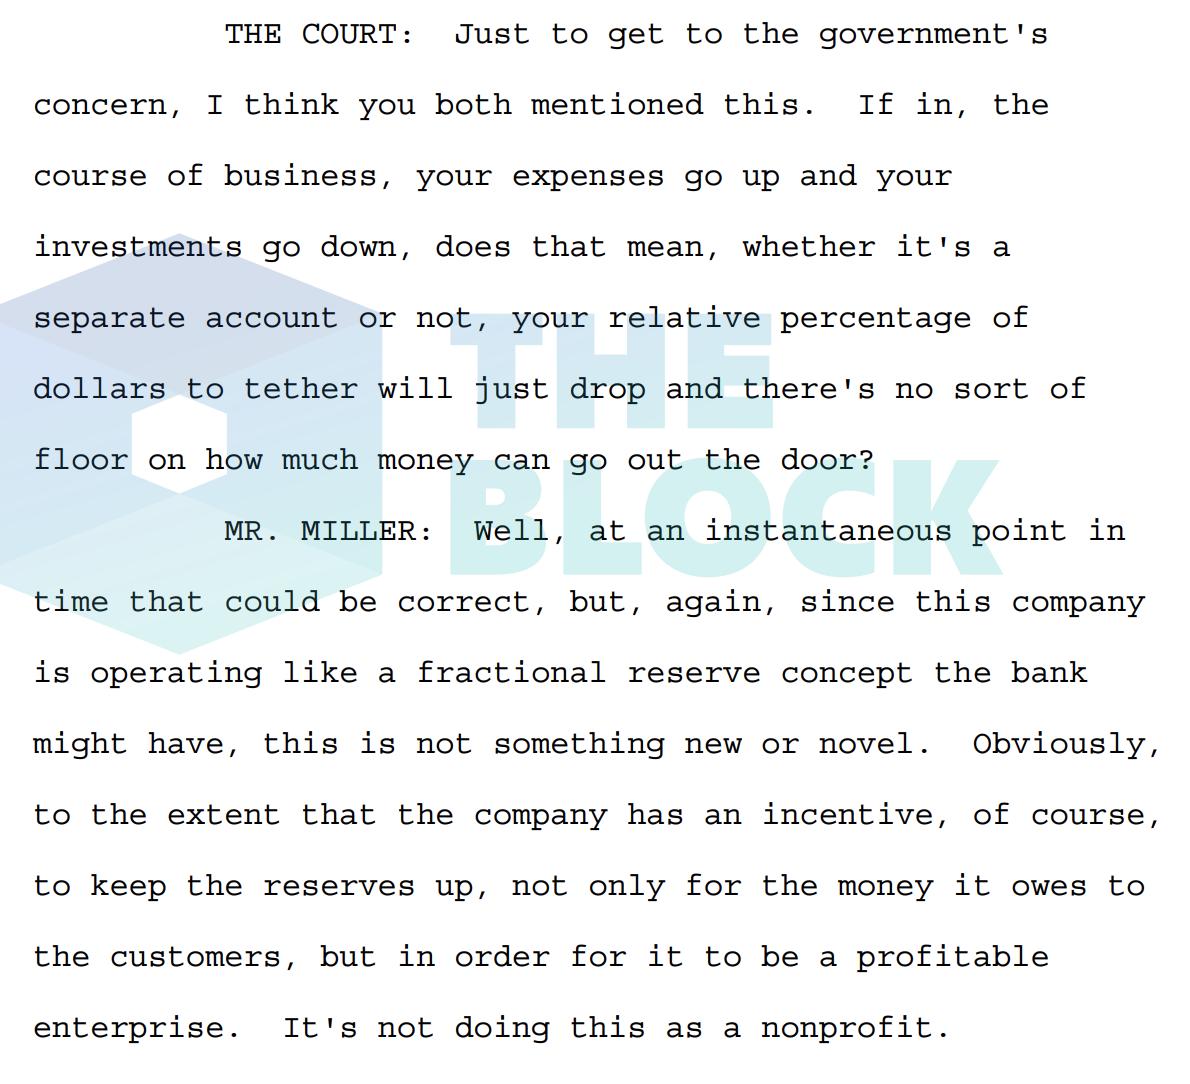 THE COURT:  Just to get to the government's
concern, I think you both mentioned this.  If in, the
course of business, your expenses go up and your
investments go down, does that mean, whether it's a
separate account or not, your relative percentage of
dollars to tether will just drop and there's no sort of
floor on how much money can go out the door?
MR. MILLER:  Well, at an instantaneous point in
time that could be correct, but, again, since this company
is operating like a fractional reserve concept the bank
might have, this is not something new or novel.  Obviously,
to the extent that the company has an incentive, of course,
to keep the reserves up, not only for the money it owes to
the customers, but in order for it to be a profitable
enterprise.  It's not doing this as a nonprofit.
THE
BLOCK